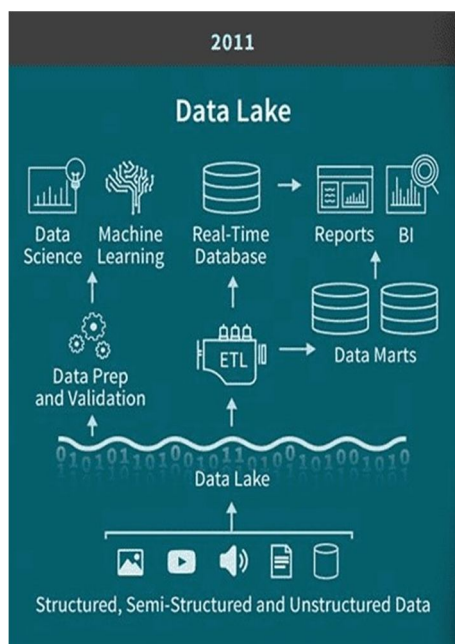 2011
Data Lake
Data
Science
Machine
Learning
Real-Time
Database
Reports
BI
Data Prep
and Validation
ETL
Data Marts
Data Lake
Structured, Semi-Structured and Unstructured Data